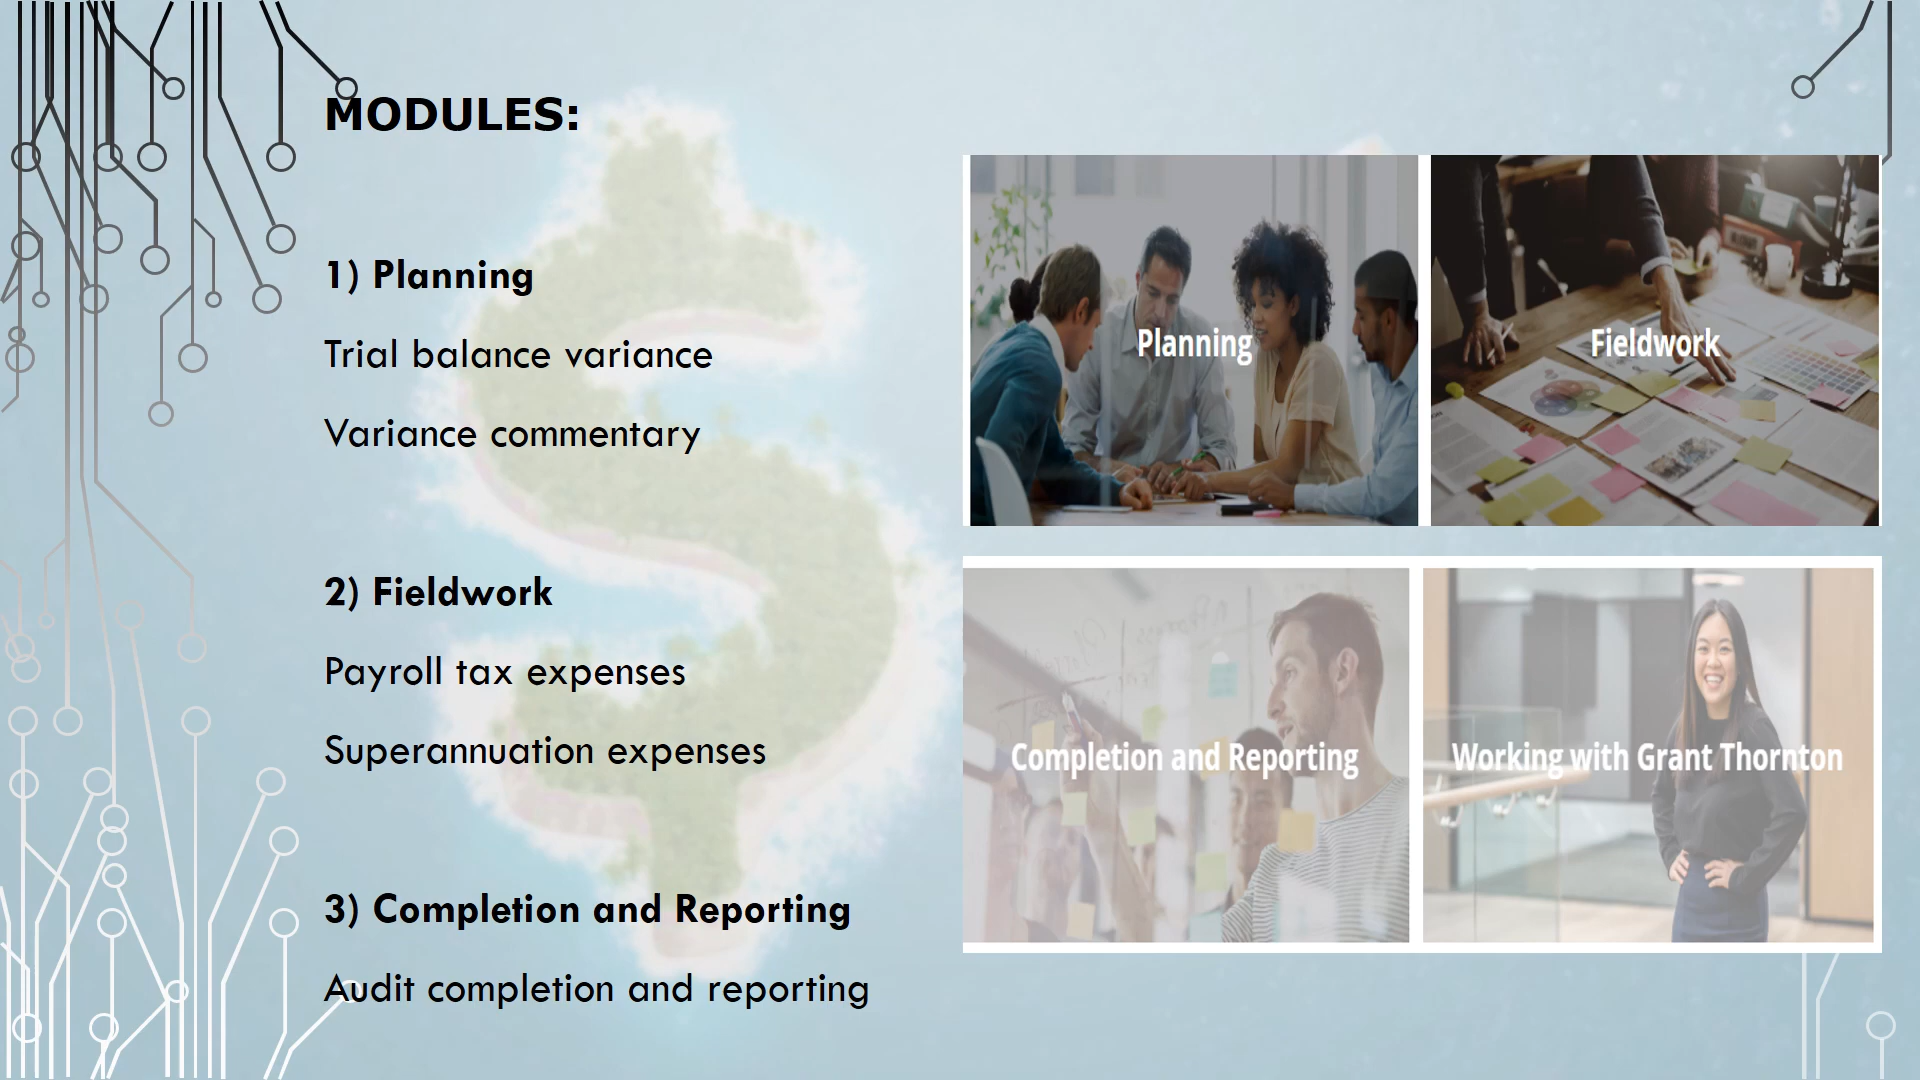 MODULES:
1) Planning
Trial balance variance
Variance commentary
2) Fieldwork
Payroll tax expenses
Superannuation expenses
3) Completion and Reporting
Audit completion and reporting
Planning
Fieldwork
Completion and Reporting
Working with Grant Thornton